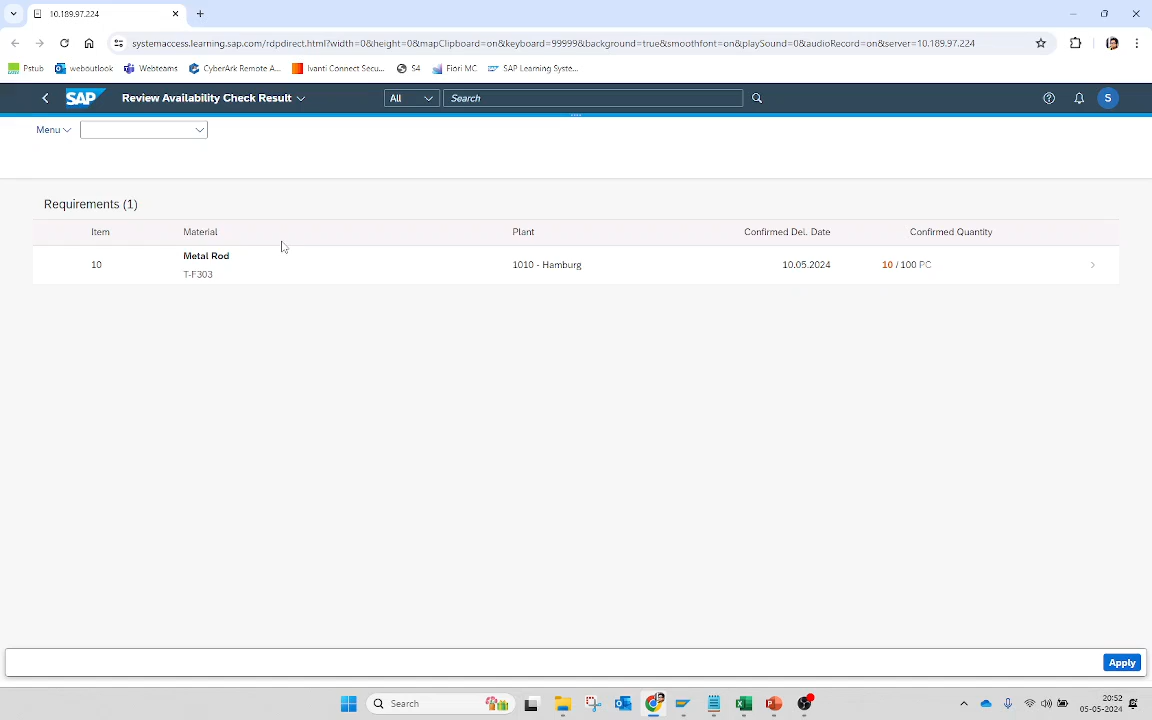 10.189.97.224
systemaccess.learning.sap.com/rdpdirect.html?width=0&height=0&mapClipboard=on&keyboard=99999&background=true&smoothfont=on&playSound=0&audioRecord=on&server=10.189.97.224
Pstub weboutlook Webteams CyberArk Remote A... Ivanti Connect Secu... S4 Fiori MC SAP Learning Syste...
SAP Review Availability Check Result All Search S
Menu
Requirements (1)
Item Material Plant Confirmed Del. Date Confirmed Quantity
Metal Rod
10 1010 - Hamburg 10.05.2024 10 / 100 PC
T-F303
Apply
Search
20:52
05-05-2024